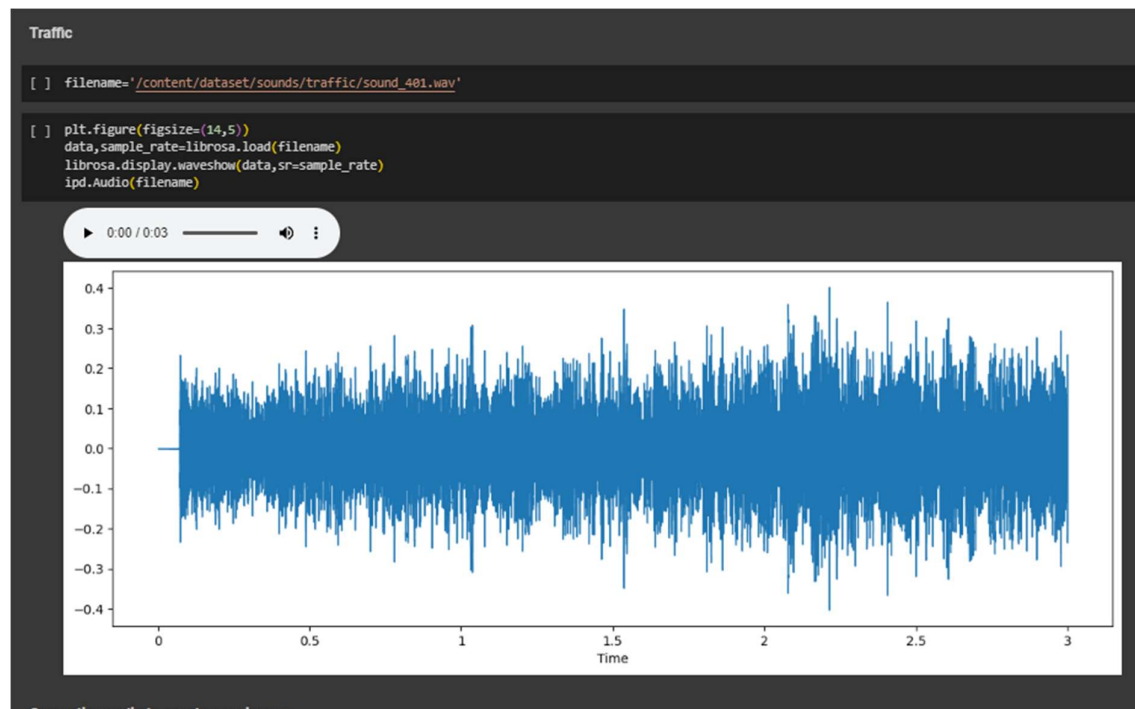 Traffic
[ ] filename='/content/dataset/sounds/traffic/sound_401.wav'
[ ] plt.figure(figsize=(14,5))
data,sample_rate=librosa.load(filename)
librosa.display.waveshow(data,sr=sample_rate)
ipd.Audio(filename)
0:00 / 0:03
0.4
0.3
0.2
0.1
0.0
−0.1
−0.2
−0.3
−0.4
0 0.5 1 1.5 2 2.5 3
Time